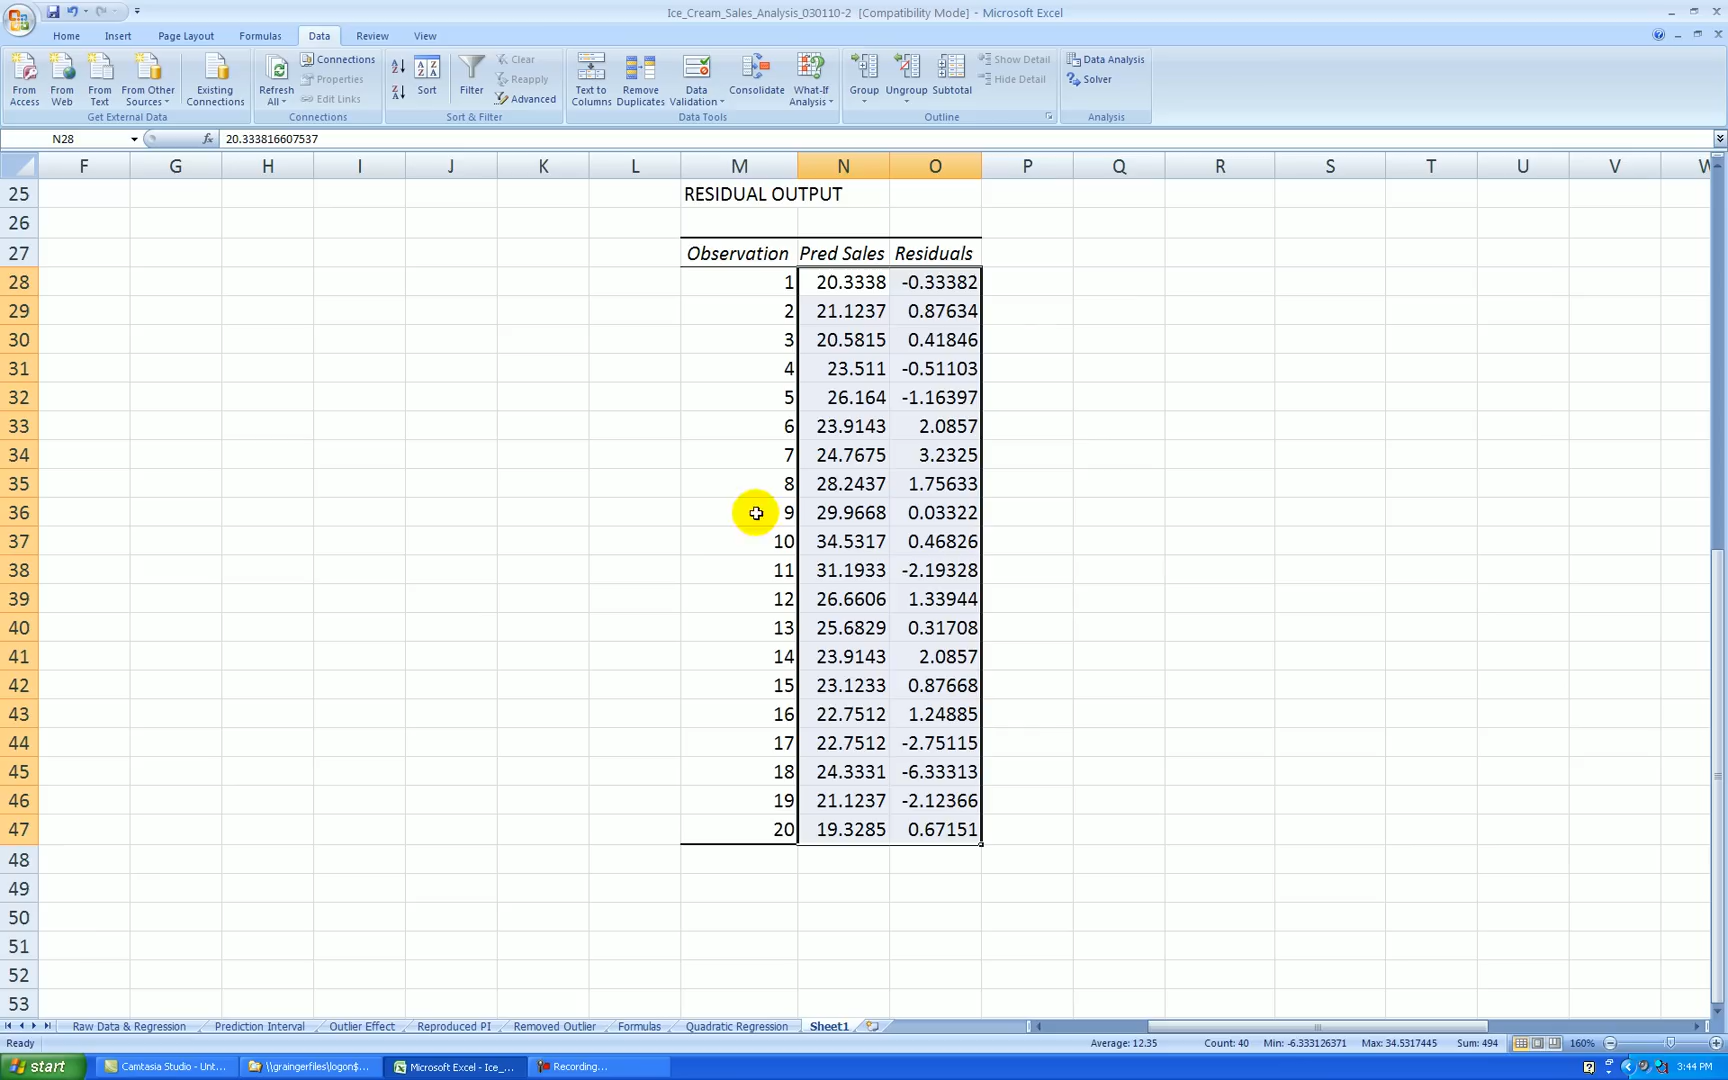 Ice_Cream_Sales_Analysis_030110-2 [Compatibility Mode] - Microsoft Excel
Home Insert Page Layout Formulas Data Review View
From Access From Web From Text From Other Sources Existing Connections Refresh All Connections Properties Edit Links Sort Filter Clear Reapply Advanced Text to Columns Remove Duplicates Data Validation Consolidate What-If Analysis Group Ungroup Subtotal Show Detail Hide Detail Data Analysis Solver
Get External Data Connections Sort & Filter Data Tools Outline Analysis
N28 fx 20.333816607537
F G H I J K L M N O P Q R S T U V W
25 RESIDUAL OUTPUT
26
27 Observation Pred Sales Residuals
28 1 20.3338 -0.33382
29 2 21.1237 0.87634
30 3 20.5815 0.41846
31 4 23.511 -0.51103
32 5 26.164 -1.16397
33 6 23.9143 2.0857
34 7 24.7675 3.2325
35 8 28.2437 1.75633
36 9 29.9668 0.03322
37 10 34.5317 0.46826
38 11 31.1933 -2.19328
39 12 26.6606 1.33944
40 13 25.6829 0.31708
41 14 23.9143 2.0857
42 15 23.1233 0.87668
43 16 22.7512 1.24885
44 17 22.7512 -2.75115
45 18 24.3331 -6.33313
46 19 21.1237 -2.12366
47 20 19.3285 0.67151
48
49
50
51
52
53
Raw Data & Regression Prediction Interval Outlier Effect Reproduced PI Removed Outlier Formulas Quadratic Regression Sheet1
Ready Average: 12.35 Count: 40 Min: -6.333126371 Max: 34.5317445 Sum: 494 160%
start Camtasia Studio - Unt... \\graingerfiles\logon$... Microsoft Excel - Ice_... Recording... 3:44 PM